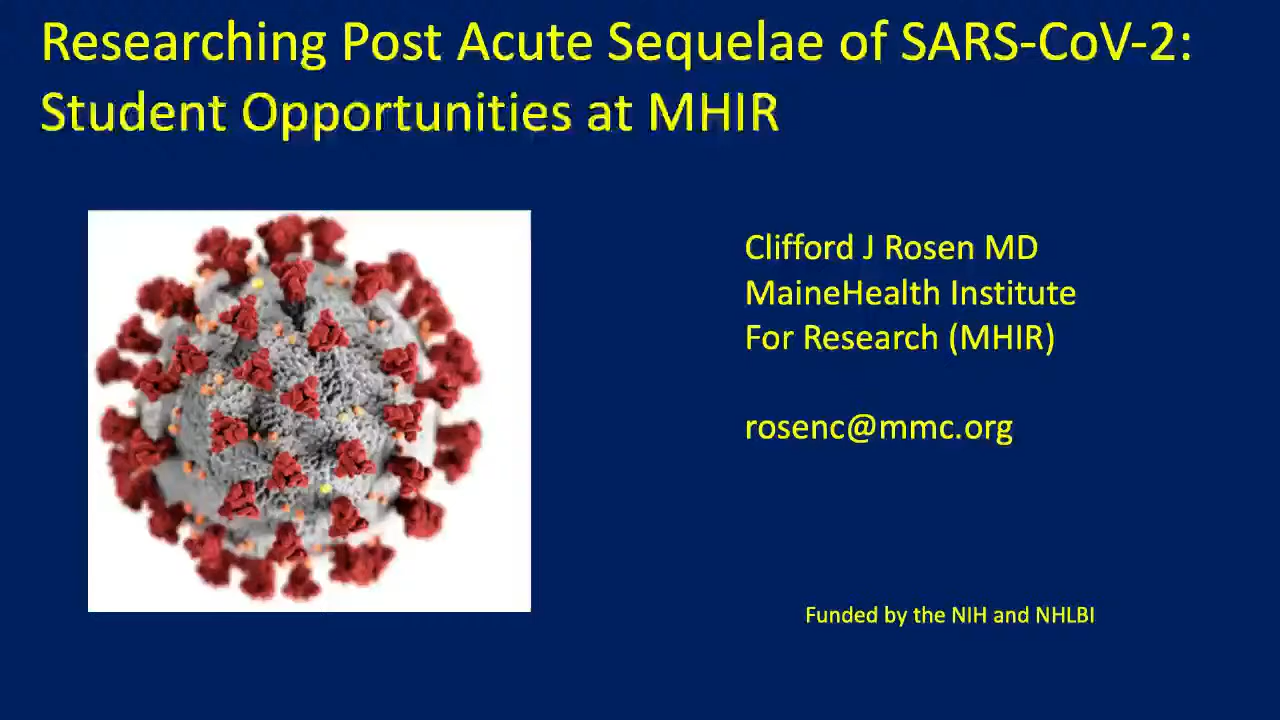 Researching Post Acute Sequelae of SARS-CoV-2:
Student Opportunities at MHIR
Clifford J Rosen MD
MaineHealth Institute
For Research (MHIR)
rosenc@mmc.org
Funded by the NIH and NHLBI